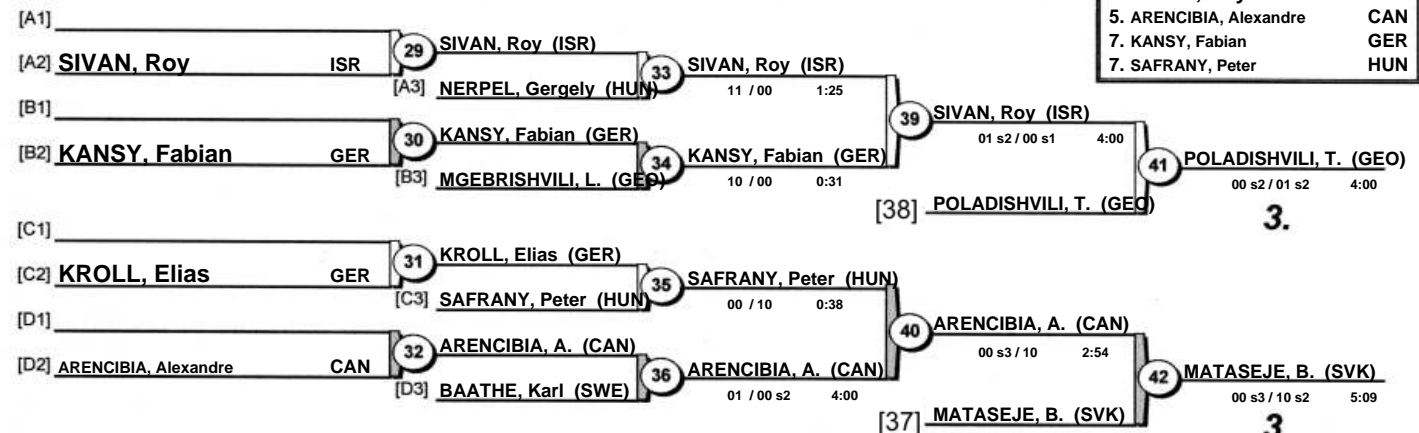 5. ARENCIBIA, Alexandre CAN
7. KANSY, Fabian GER
7. SAFRANY, Peter HUN
[A1]
[A2] SIVAN, Roy ISR
29
SIVAN, Roy (ISR)
[A3] NERPEL, Gergely (HUN)
33
SIVAN, Roy (ISR)
11 / 00 1:25
[B1]
[B2] KANSY, Fabian GER
30
KANSY, Fabian (GER)
[B3] MGEBRISHVILI, L. (GEO)
34
KANSY, Fabian (GER)
10 / 00 0:31
39
SIVAN, Roy (ISR)
01 s2 / 00 s1 4:00
[38] POLADISHVILI, T. (GEO)
41
POLADISHVILI, T. (GEO)
00 s2 / 01 s2 4:00
3.
[C1]
[C2] KROLL, Elias GER
31
KROLL, Elias (GER)
[C3] SAFRANY, Peter (HUN)
35
SAFRANY, Peter (HUN)
00 / 10 0:38
[D1]
[D2] ARENCIBIA, Alexandre CAN
32
ARENCIBIA, A. (CAN)
[D3] BAATHE, Karl (SWE)
36
ARENCIBIA, A. (CAN)
01 / 00 s2 4:00
40
ARENCIBIA, A. (CAN)
00 s3 / 10 2:54
[37] MATASEJE, B. (SVK)
42
MATASEJE, B. (SVK)
00 s3 / 10 s2 5:09
3